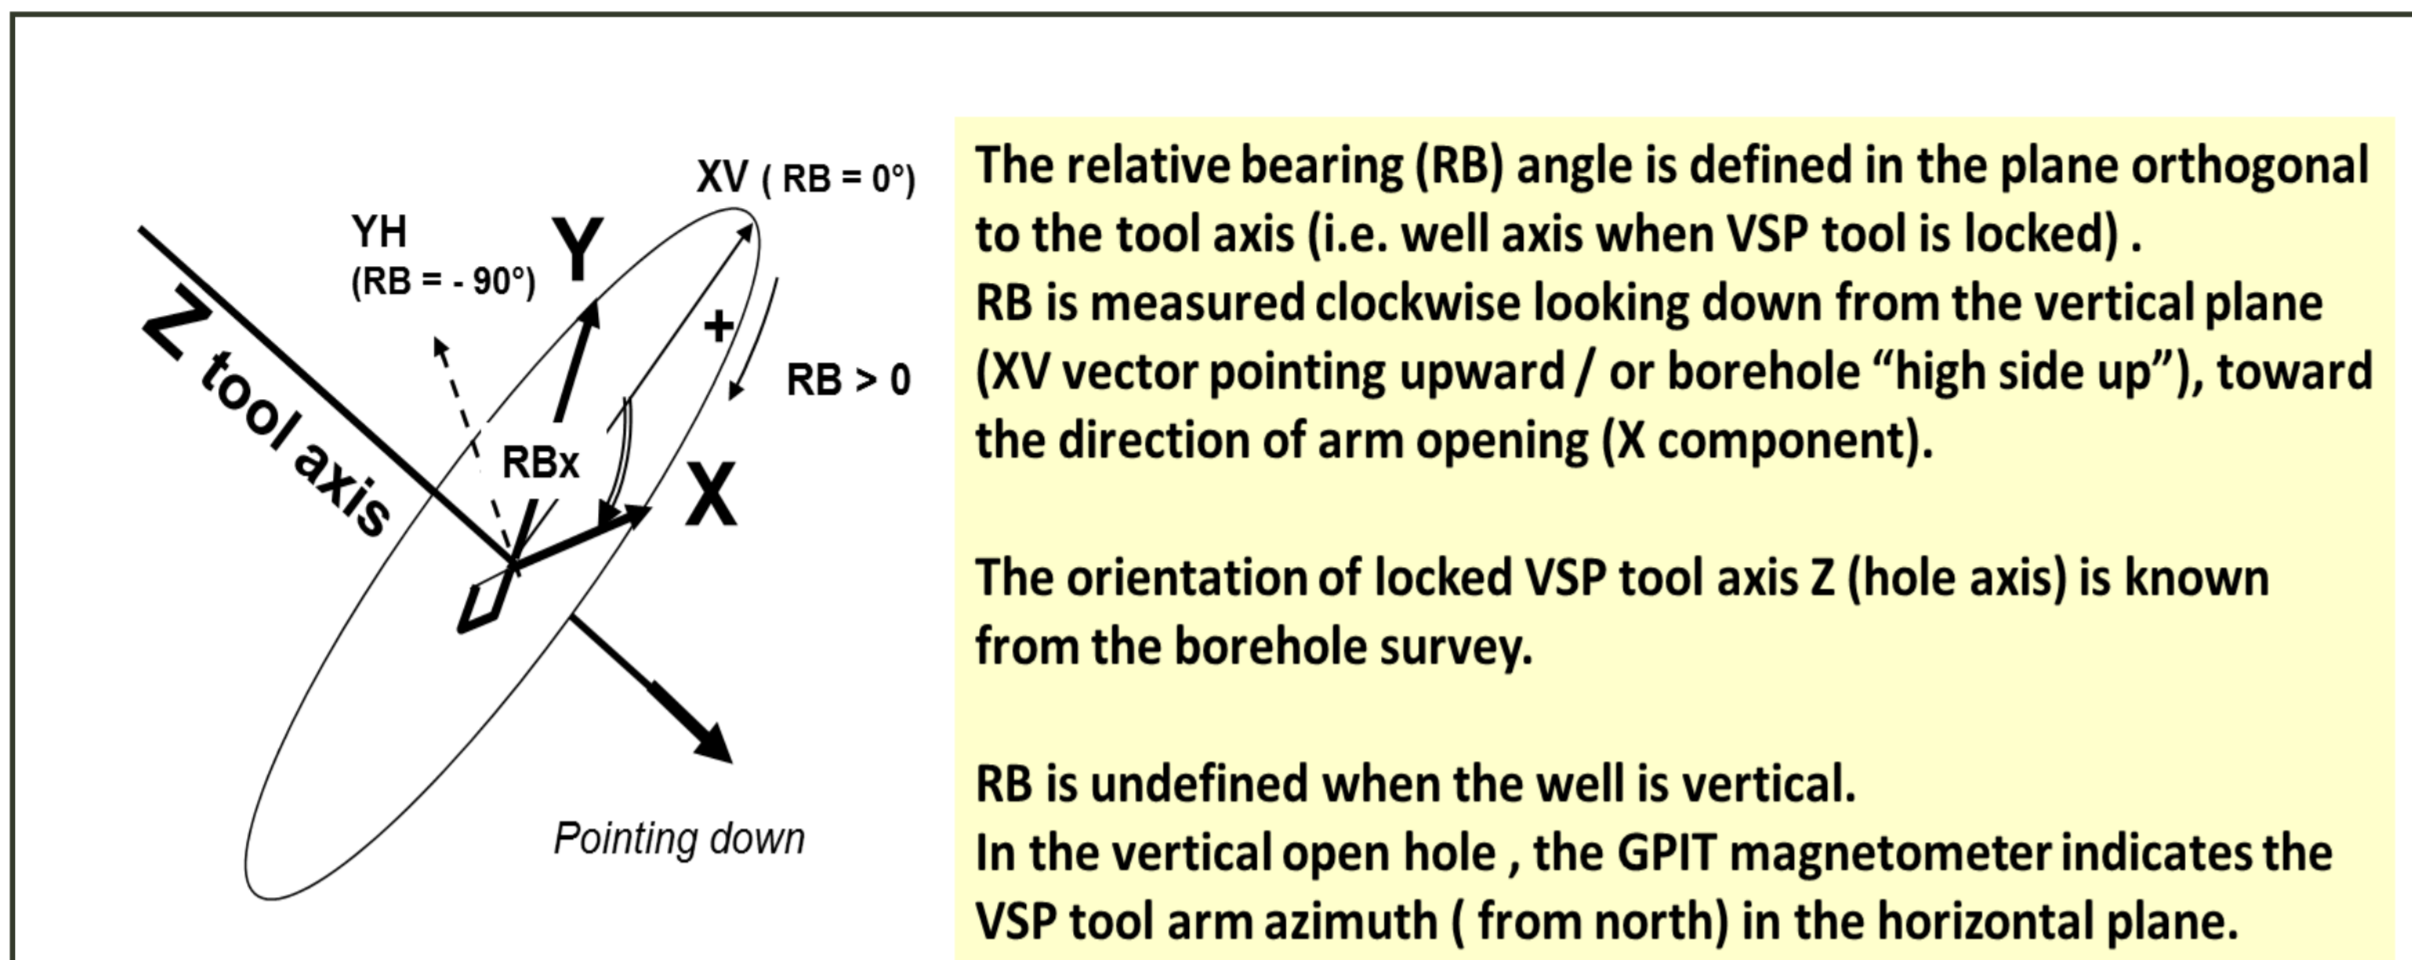 XV ( RB = 0°)
YH
(RB = - 90°)
Y
+
RB > 0
Z tool axis
RBx
X
Pointing down
The relative bearing (RB) angle is defined in the plane orthogonal
to the tool axis (i.e. well axis when VSP tool is locked) .
RB is measured clockwise looking down from the vertical plane
(XV vector pointing upward / or borehole “high side up”), toward
the direction of arm opening (X component).
The orientation of locked VSP tool axis Z (hole axis) is known
from the borehole survey.
RB is undefined when the well is vertical.
In the vertical open hole , the GPIT magnetometer indicates the
VSP tool arm azimuth ( from north) in the horizontal plane.